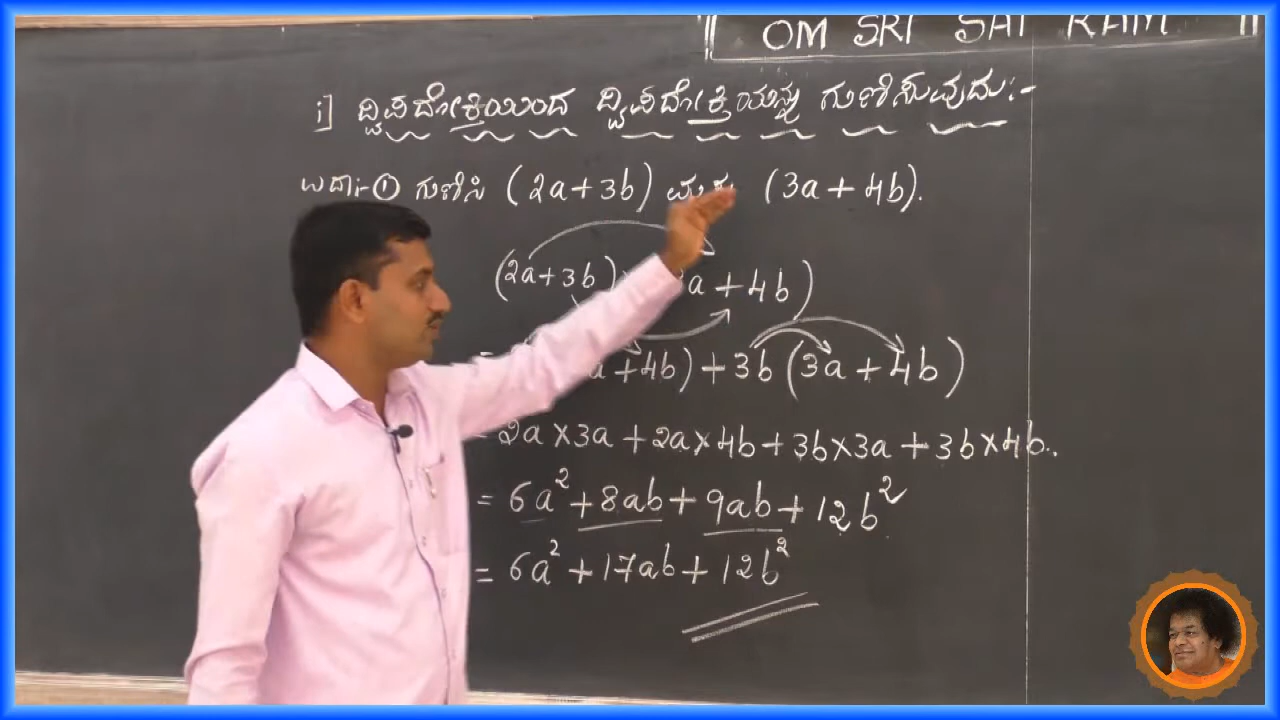 OM SRI SAI RAM
i] ದ್ವಿಪದೋಕ್ತಿಯಿಂದ ದ್ವಿಪದೋಕ್ತಿಯನ್ನು ಗುಣಿಸುವುದು:-
ಉದಾ:-① ಗುಣಿಸಿ (2a+3b) (3a+4b).
(2a+3b) a+4b)
= a+4b)+3b(3a+4b)
= 2a×3a+2a×4b+3b×3a+3b×4b.
= 6a²+8ab+9ab+12b²
= 6a²+17ab+12b²